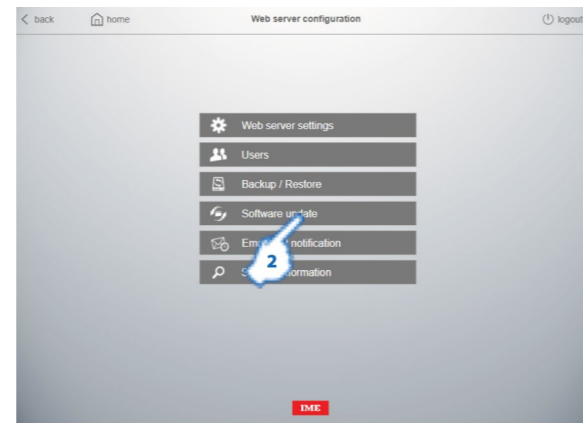 back home Web server configuration logout
Web server settings
Users
Backup / Restore
Software update
notification
2
IME